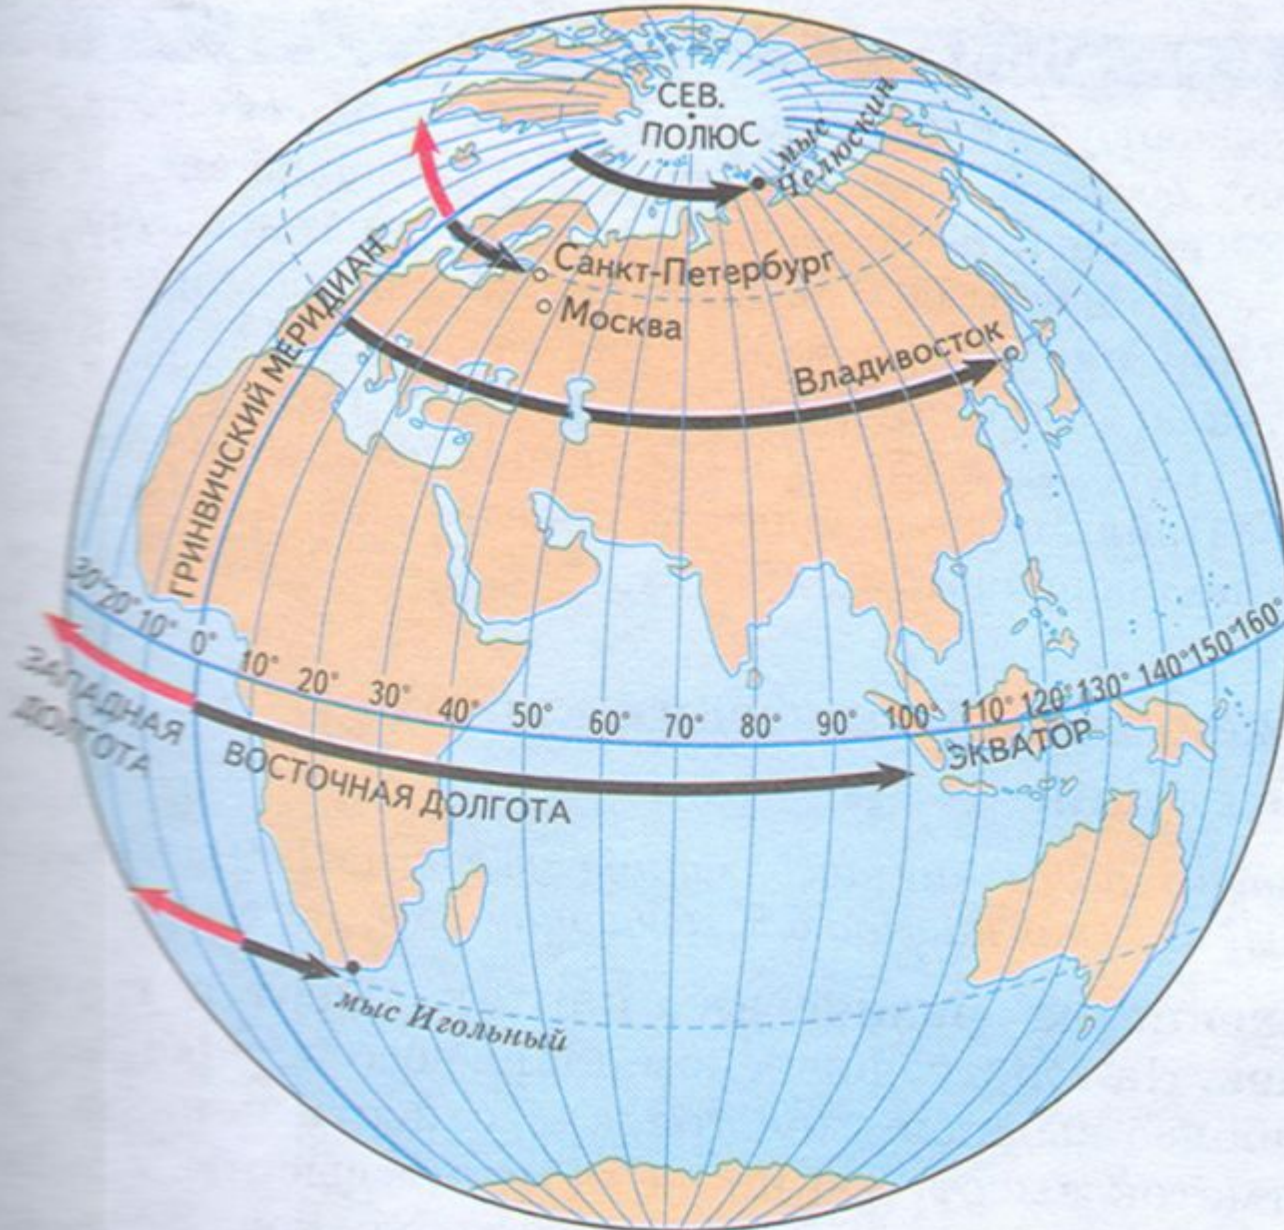 СЕВ.
ПОЛЮС
мыс
Челюскин
Санкт-Петербург
Москва
Владивосток
ГРИНВИЧСКИЙ МЕРИДИАН
30° 20° 10° 0° 10° 20° 30° 40° 50° 60° 70° 80° 90° 100° 110° 120° 130° 140° 150° 160°
ЗАПАДНАЯ
ДОЛГОТА
ВОСТОЧНАЯ ДОЛГОТА
ЭКВАТОР
мыс Игольный